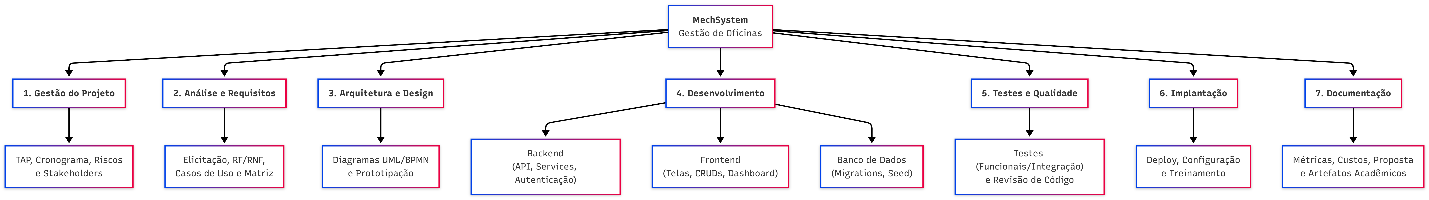 MechSystem
Gestão de Oficinas
1. Gestão do Projeto
2. Análise e Requisitos
3. Arquitetura e Design
4. Desenvolvimento
5. Testes e Qualidade
6. Implantação
7. Documentação
TAP, Cronograma, Riscos
e Stakeholders
Elicitação, RF/RNF,
Casos de Uso e Matriz
Diagramas UML/BPMN
e Prototipação
Backend
(API, Services,
Autenticação)
Frontend
(Telas, CRUDs, Dashboard)
Banco de Dados
(Migrations, Seed)
Testes
(Funcionais/Integração)
e Revisão de Código
Deploy, Configuração
e Treinamento
Métricas, Custos, Proposta
e Artefatos Acadêmicos